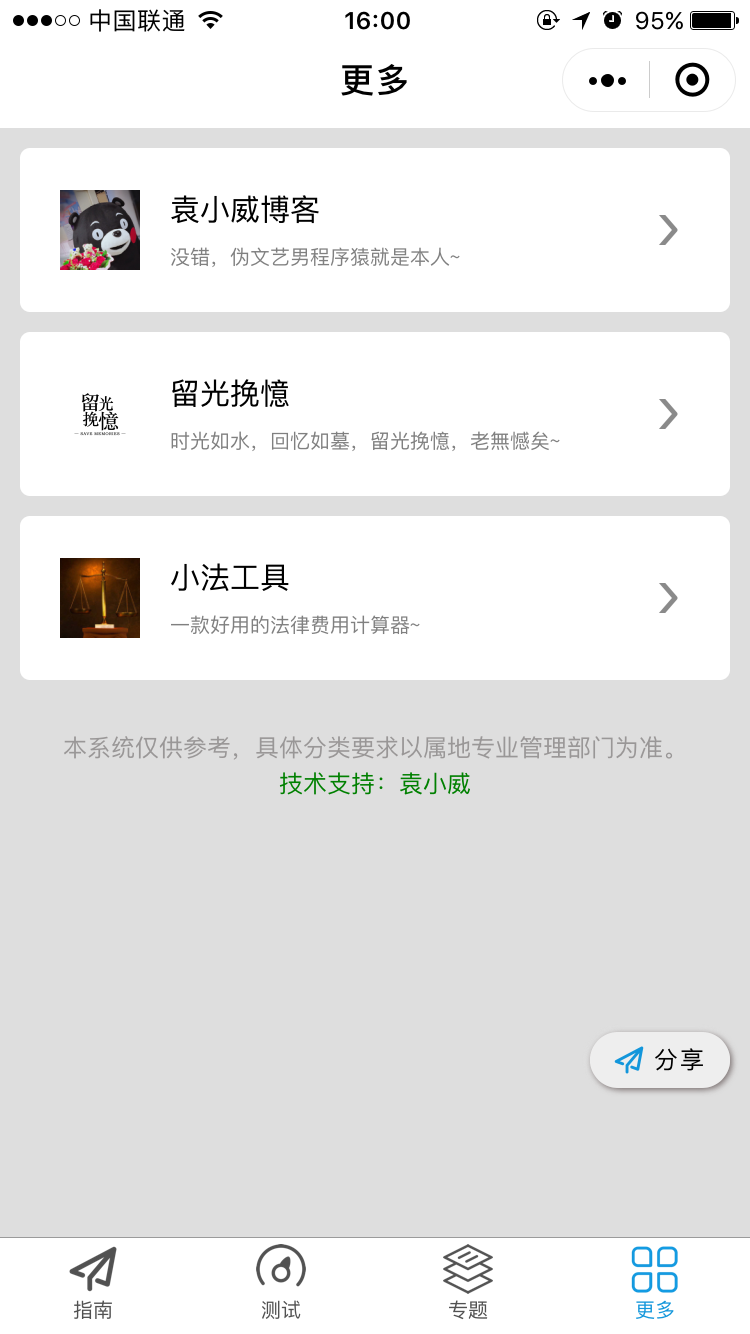 中国联通 16:00 95%
更多
袁小威博客
没错，伪文艺男程序猿就是本人~
留光
挽憶
SAVE MEMORIES
留光挽憶
时光如水，回忆如墓，留光挽憶，老無憾矣~
小法工具
一款好用的法律费用计算器~
本系统仅供参考，具体分类要求以属地专业管理部门为准。
技术支持：袁小威
分享
指南 测试 专题 更多